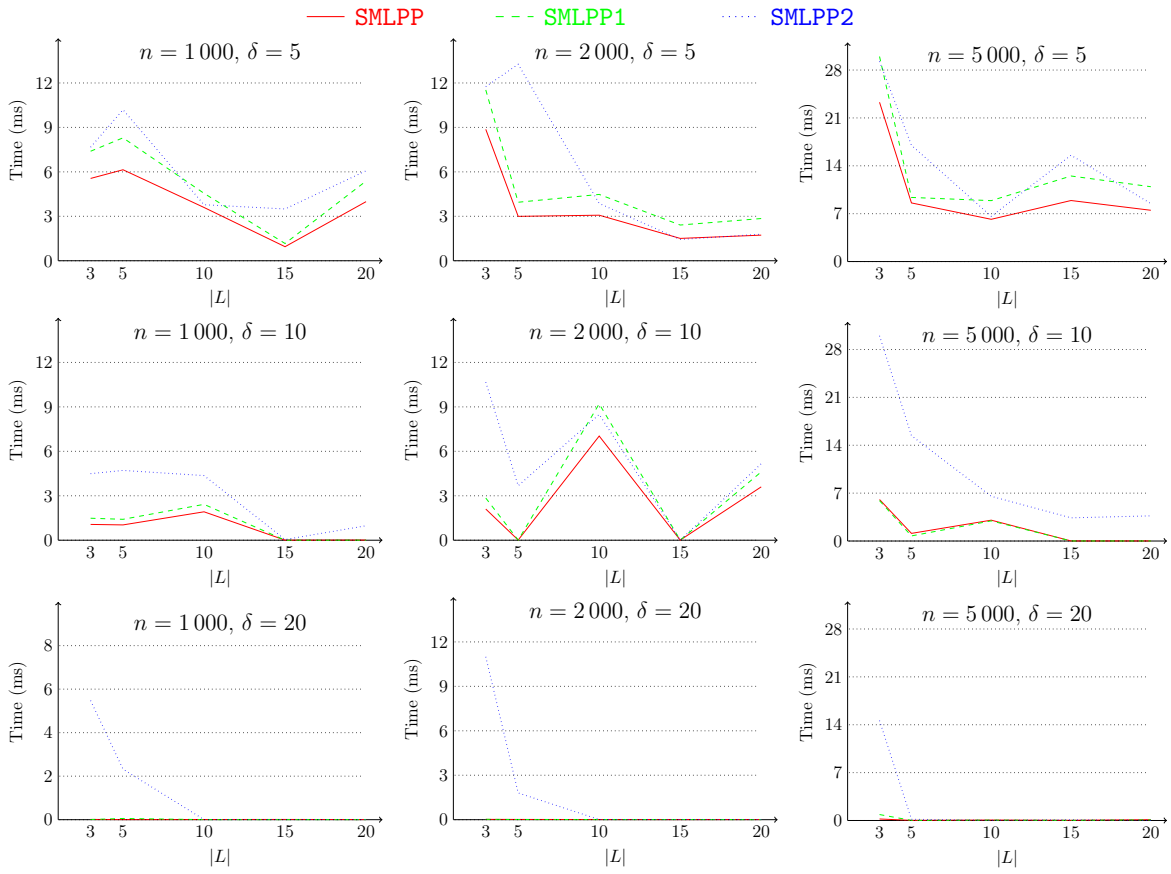 SMLPP SMLPP1 SMLPP2
n = 1 000, δ = 5
Time (ms)
12
9
6
3
0
3 5 10 15 20
|L|
n = 2 000, δ = 5
Time (ms)
12
9
6
3
0
3 5 10 15 20
|L|
n = 5 000, δ = 5
Time (ms)
28
21
14
7
0
3 5 10 15 20
|L|
n = 1 000, δ = 10
Time (ms)
12
9
6
3
0
3 5 10 15 20
|L|
n = 2 000, δ = 10
Time (ms)
12
9
6
3
0
3 5 10 15 20
|L|
n = 5 000, δ = 10
Time (ms)
28
21
14
7
0
3 5 10 15 20
|L|
n = 1 000, δ = 20
Time (ms)
8
6
4
2
0
3 5 10 15 20
|L|
n = 2 000, δ = 20
Time (ms)
12
9
6
3
0
3 5 10 15 20
|L|
n = 5 000, δ = 20
Time (ms)
28
21
14
7
0
3 5 10 15 20
|L|